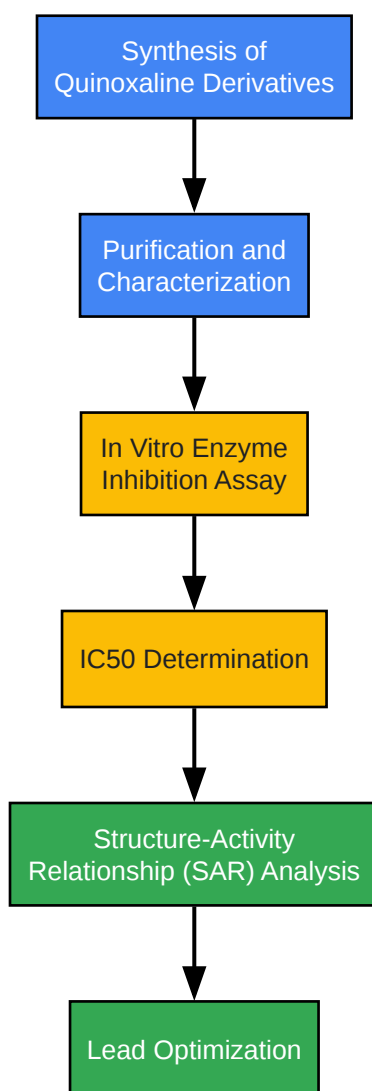 Synthesis of
Quinoxaline Derivatives
Purification and
Characterization
In Vitro Enzyme
Inhibition Assay
IC50 Determination
Structure-Activity
Relationship (SAR) Analysis
Lead Optimization